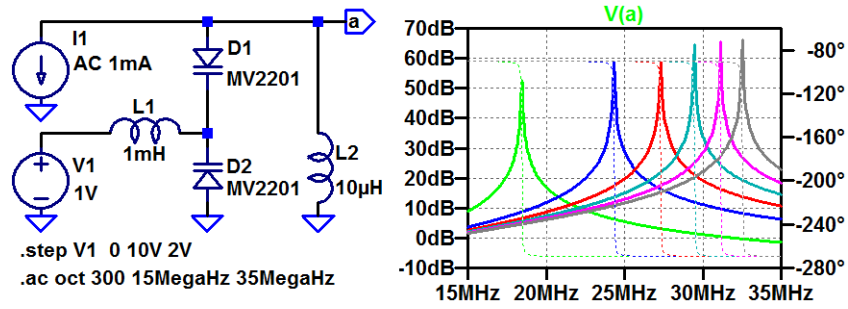 V(a)
I1
AC 1mA
D1
MV2201
a
L1
1mH
V1
1V
D2
MV2201
L2
10µH
.step V1 0 10V 2V
.ac oct 300 15MegaHz 35MegaHz
70dB
60dB
50dB
40dB
30dB
20dB
10dB
0dB
-10dB
-80°
-120°
-160°
-200°
-240°
-280°
15MHz 20MHz 25MHz 30MHz 35MHz